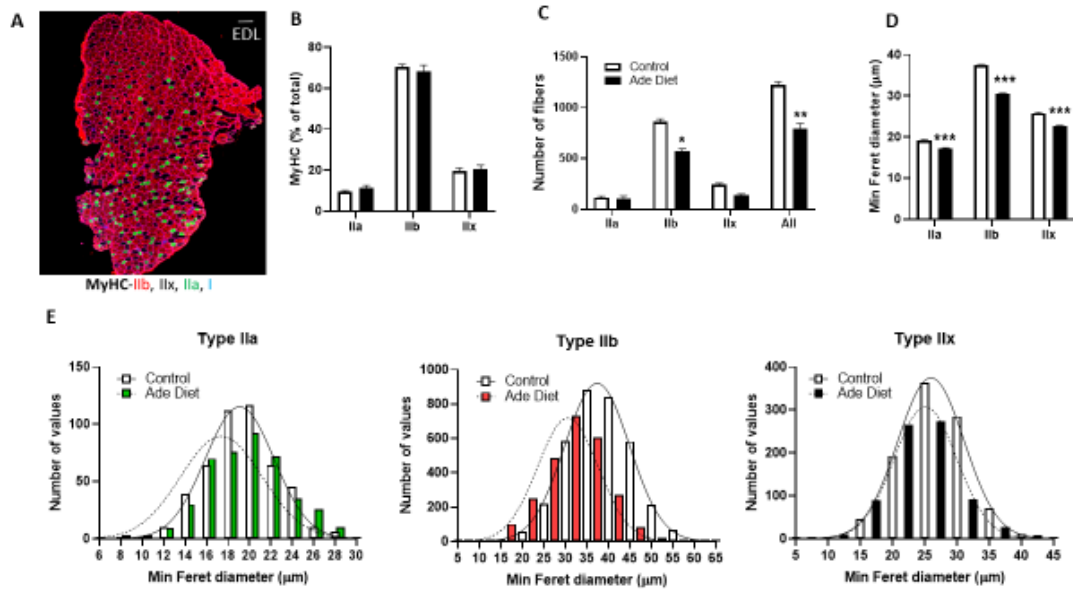 A
EDL
MyHC-IIb, IIx, IIa, I
B
MyHC (% of total)
80
60
40
20
0
IIa IIb IIx
C
Number of fibers
1500
1000
500
0
Control
Ade Diet
*
**
IIa IIb IIx All
D
Min Feret diameter (μm)
40
30
20
10
0
***
***
***
IIa IIb IIx
E
Type IIa
Number of values
150
100
50
0
Control
Ade Diet
6 8 10 12 14 16 18 20 22 24 26 28 30
Min Feret diameter (μm)
Type IIb
Number of values
1000
800
600
400
200
0
Control
Ade Diet
5 10 15 20 25 30 35 40 45 50 55 60 65
Min Feret diameter (μm)
Type IIx
Number of values
400
300
200
100
0
Control
Ade Diet
5 10 15 20 25 30 35 40 45
Min Feret diameter (μm)